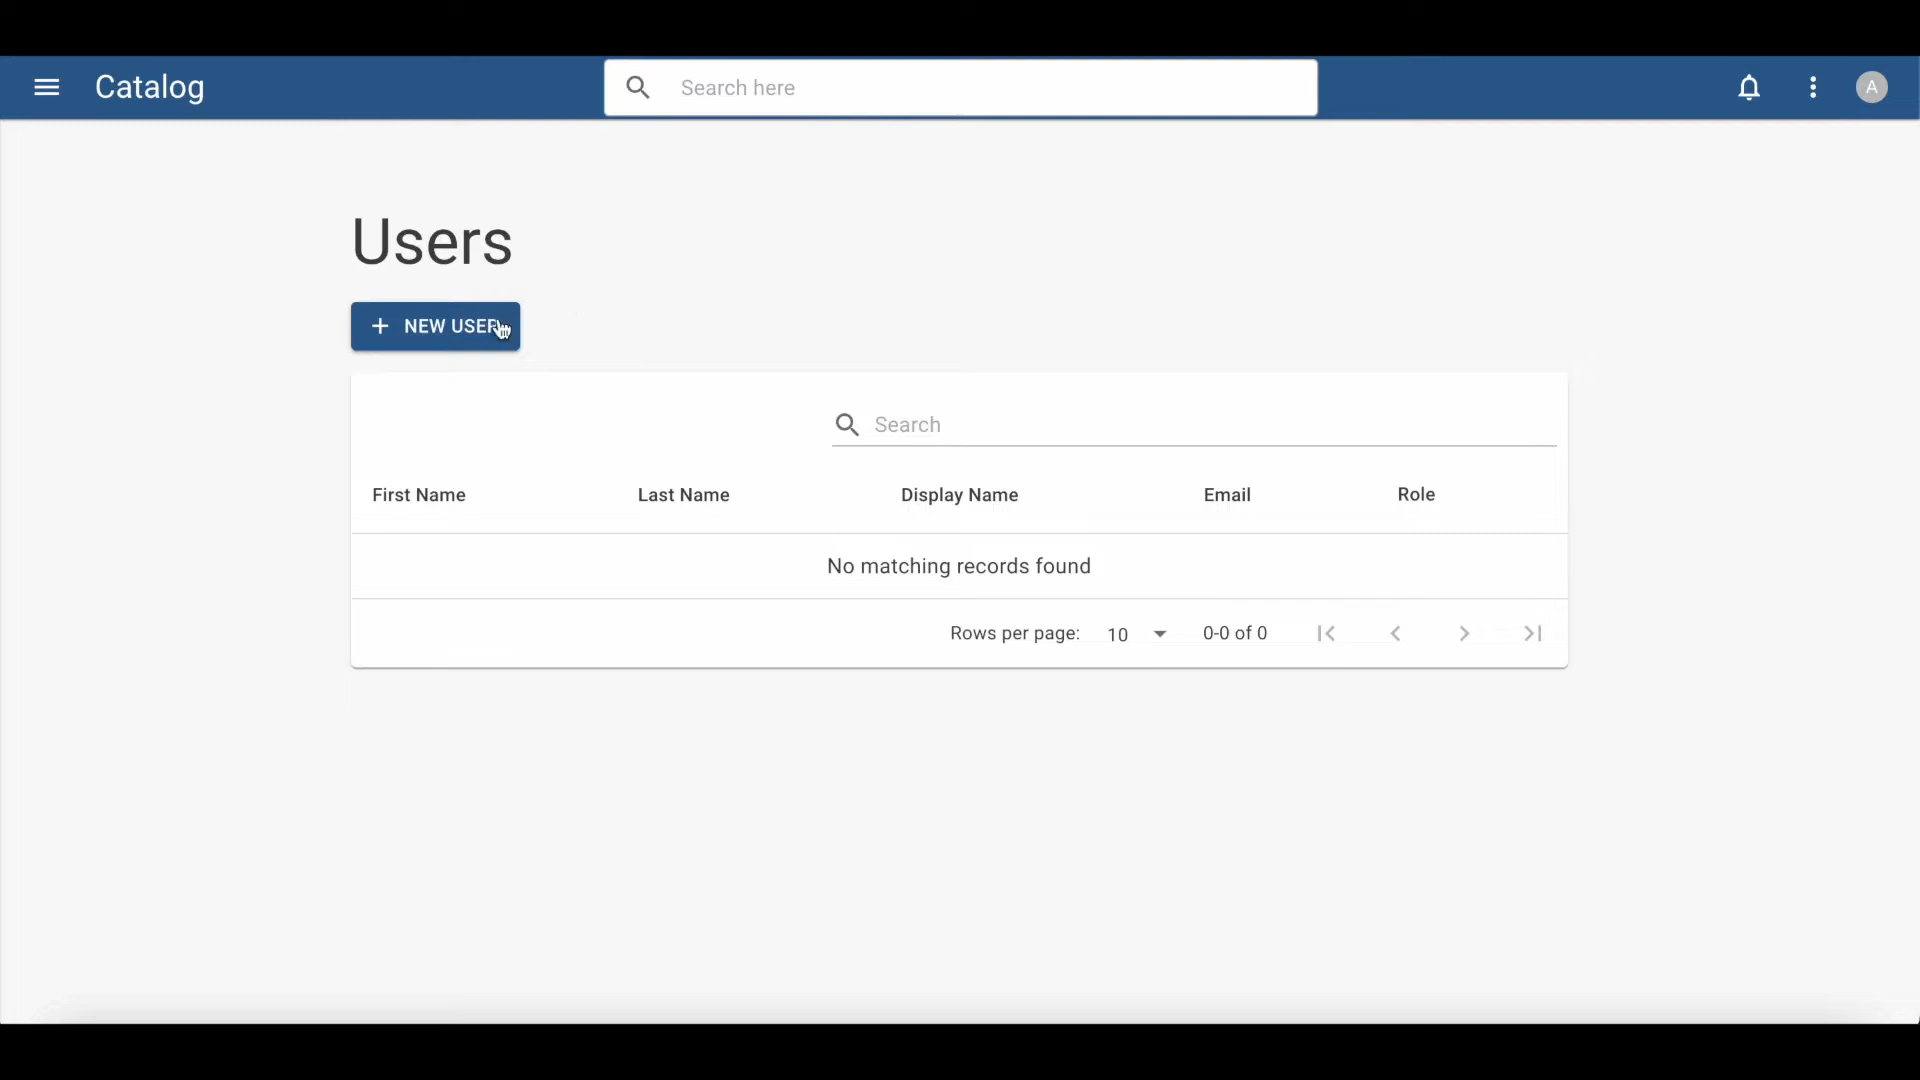 Catalog
Search here
A
Users
+ NEW USER
Search
First Name Last Name Display Name Email Role
No matching records found
Rows per page: 10 0-0 of 0